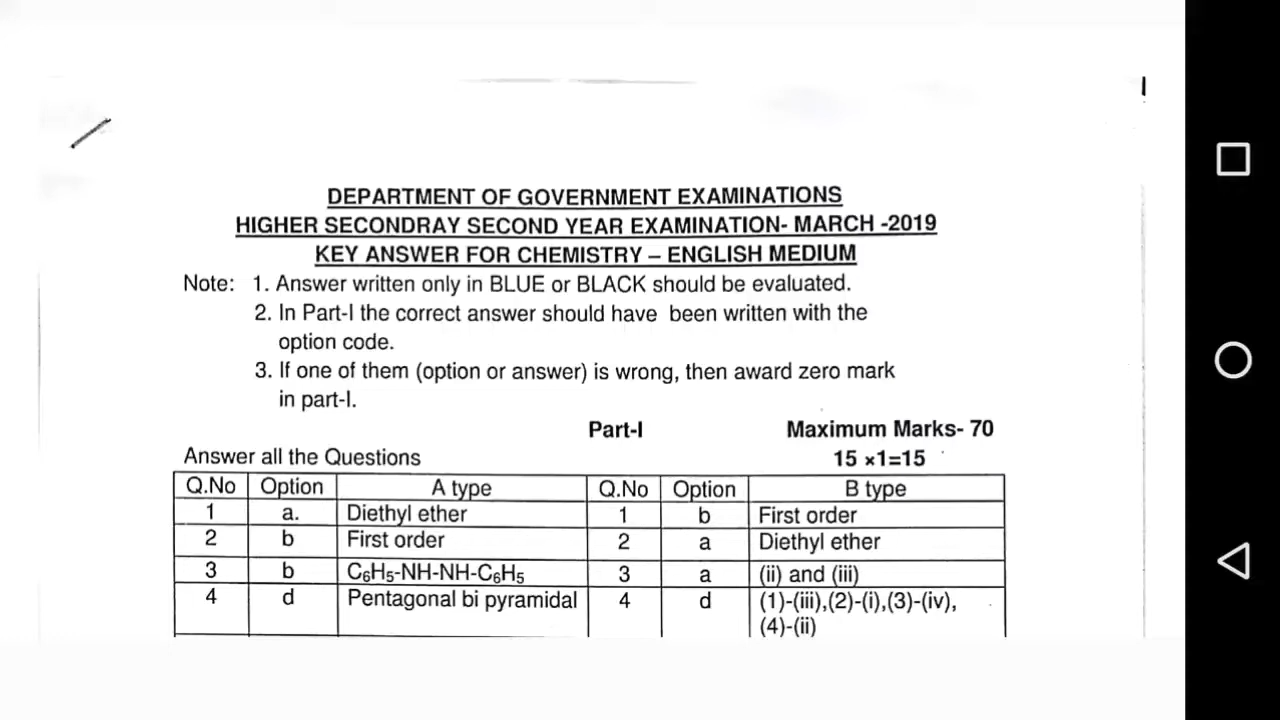 DEPARTMENT OF GOVERNMENT EXAMINATIONS
HIGHER SECONDRAY SECOND YEAR EXAMINATION- MARCH -2019
KEY ANSWER FOR CHEMISTRY – ENGLISH MEDIUM
Note: 1. Answer written only in BLUE or BLACK should be evaluated.
2. In Part-I the correct answer should have been written with the
option code.
3. If one of them (option or answer) is wrong, then award zero mark
in part-I.
Part-I Maximum Marks- 70
Answer all the Questions 15 ×1=15
Q.No Option A type Q.No Option B type
1 a. Diethyl ether 1 b First order
2 b First order 2 a Diethyl ether
3 b C₆H₅-NH-NH-C₆H₅ 3 a (ii) and (iii)
4 d Pentagonal bi pyramidal 4 d (1)-(iii),(2)-(i),(3)-(iv),
(4)-(ii)